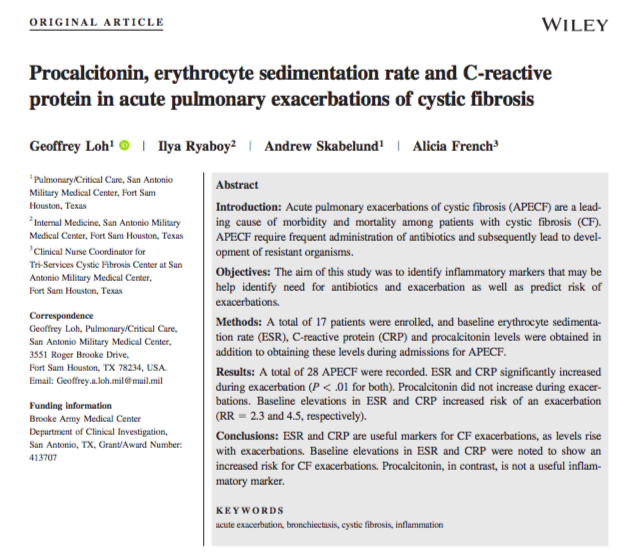 ORIGINAL ARTICLE
WILEY
Procalcitonin, erythrocyte sedimentation rate and C-reactive
protein in acute pulmonary exacerbations of cystic fibrosis
Geoffrey Loh¹ | Ilya Ryaboy² | Andrew Skabelund¹ | Alicia French³
¹Pulmonary/Critical Care, San Antonio
Military Medical Center, Fort Sam
Houston, Texas
²Internal Medicine, San Antonio Military
Medical Center, Fort Sam Houston, Texas
³Clinical Nurse Coordinator for
Tri-Services Cystic Fibrosis Center at San
Antonio Military Medical Center,
Fort Sam Houston, Texas
Correspondence
Geoffrey Loh, Pulmonary/Critical Care,
San Antonio Military Medical Center,
3551 Roger Brooke Drive,
Fort Sam Houston, TX 78234, USA.
Email: Geoffrey.a.loh.mil@mail.mil
Funding information
Brooke Army Medical Center
Department of Clinical Investigation,
San Antonio, TX, Grant/Award Number:
413707
Abstract
Introduction: Acute pulmonary exacerbations of cystic fibrosis (APECF) are a lead-
ing cause of morbidity and mortality among patients with cystic fibrosis (CF).
APECF require frequent administration of antibiotics and subsequently lead to devel-
opment of resistant organisms.
Objectives: The aim of this study was to identify inflammatory markers that may be
help identify need for antibiotics and exacerbation as well as predict risk of
exacerbations.
Methods: A total of 17 patients were enrolled, and baseline erythrocyte sedimenta-
tion rate (ESR), C-reactive protein (CRP) and procalcitonin levels were obtained in
addition to obtaining these levels during admissions for APECF.
Results: A total of 28 APECF were recorded. ESR and CRP significantly increased
during exacerbation (P < .01 for both). Procalcitonin did not increase during exacer-
bations. Baseline elevations in ESR and CRP increased risk of an exacerbation
(RR = 2.3 and 4.5, respectively).
Conclusions: ESR and CRP are useful markers for CF exacerbations, as levels rise
with exacerbations. Baseline elevations in ESR and CRP were noted to show an
increased risk for CF exacerbations. Procalcitonin, in contrast, is not a useful inflam-
matory marker.
KEYWORDS
acute exacerbation, bronchiectasis, cystic fibrosis, inflammation